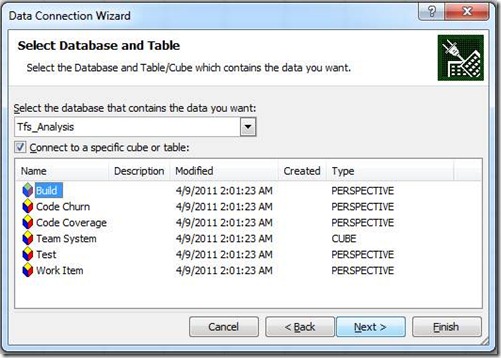 Data Connection Wizard
Select Database and Table
Select the Database and Table/Cube which contains the data you want.
Select the database that contains the data you want:
Tfs_Analysis
Connect to a specific cube or table:
Name Description Modified Created Type
Build 4/9/2011 2:01:23 AM PERSPECTIVE
Code Churn 4/9/2011 2:01:23 AM PERSPECTIVE
Code Coverage 4/9/2011 2:01:23 AM PERSPECTIVE
Team System 4/9/2011 2:01:23 AM CUBE
Test 4/9/2011 2:01:23 AM PERSPECTIVE
Work Item 4/9/2011 2:01:23 AM PERSPECTIVE
Cancel < Back Next > Finish